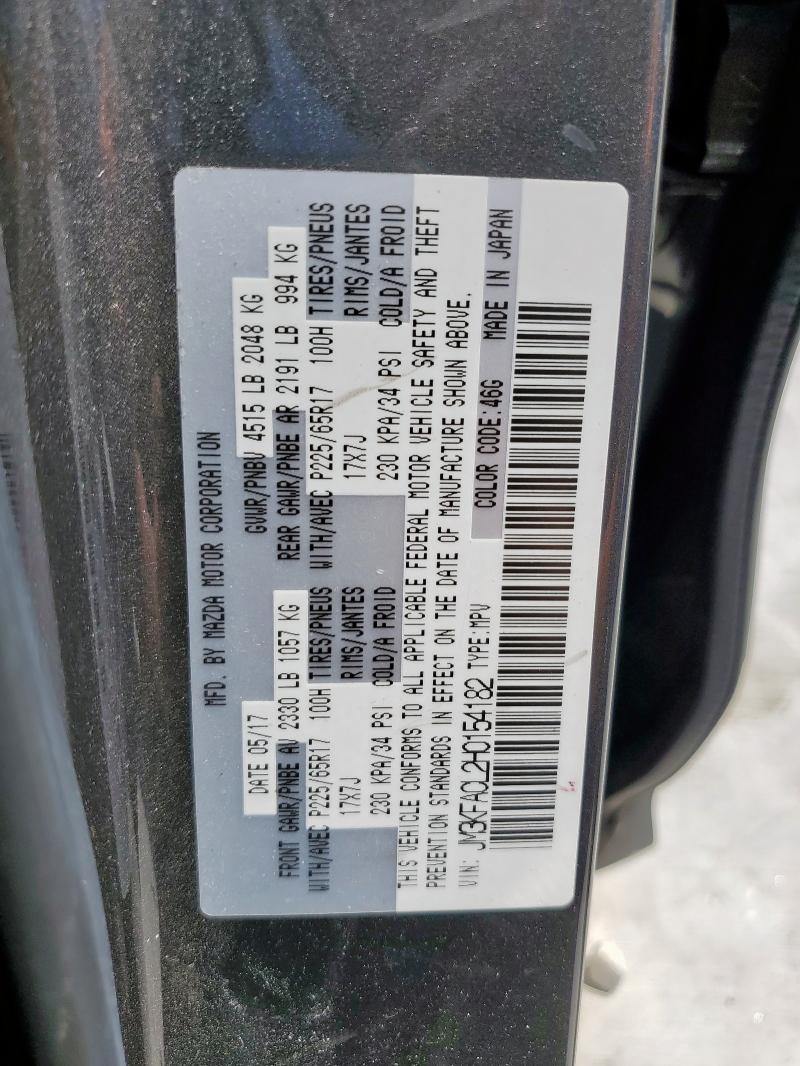 MFD. BY MAZDA MOTOR CORPORATION
DATE 05/17 GVWR/PNBV 4515 LB 2048 KG
FRONT GAWR/PNBE AV 2330 LB 1057 KG REAR GAWR/PNBE AR 2191 LB 994 KG
WITH/AVEC P225/65R17 100H TIRES/PNEUS WITH/AVEC P225/65R17 100H TIRES/PNEUS
17X7J RIMS/JANTES 17X7J RIMS/JANTES
230 KPA/34 PSI COLD/A FROID 230 KPA/34 PSI COLD/A FROID
THIS VEHICLE CONFORMS TO ALL APPLICABLE FEDERAL MOTOR VEHICLE SAFETY AND THEFT
PREVENTION STANDARDS IN EFFECT ON THE DATE OF MANUFACTURE SHOWN ABOVE.
VIN: JM3KFACL2H0154182 TYPE:MPV COLOR CODE:46G MADE IN JAPAN